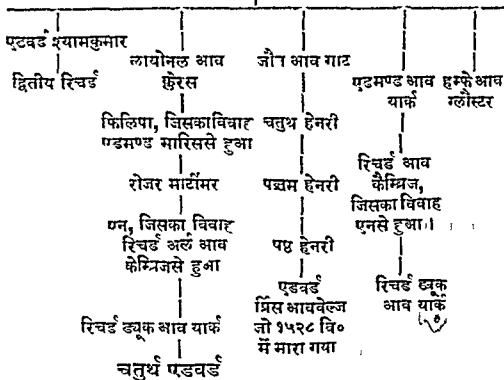 एडवर्ड श्यामकुमार
द्वितीय रिचर्ड
लायोनल आव
क्लेरेंस
फिलिपा, जिसका विवाह
एडमण्ड मारिससे हुआ
रोजर मार्टीमर
एन, जिसका विवाह
रिचर्ड अर्ल आव
केम्ब्रिजसे हुआ
रिचर्ड ड्यूक आव यार्क
चतुर्थ एडवर्ड
जौन आव गाट
चतुथ हेनरी
पञ्चम हेनरी
षष्ठ हेनरी
एडवर्ड
प्रिंस आव वेल्ज
जो १५२८ वि०
में मारा गया
एडमण्ड आव
यार्क
रिचर्ड आव
कैम्ब्रिज,
जिसका विवाह
एनसे हुआ।
रिचर्ड ड्यूक
आव यार्क
हम्फ्रे आव
ग्लौस्टर